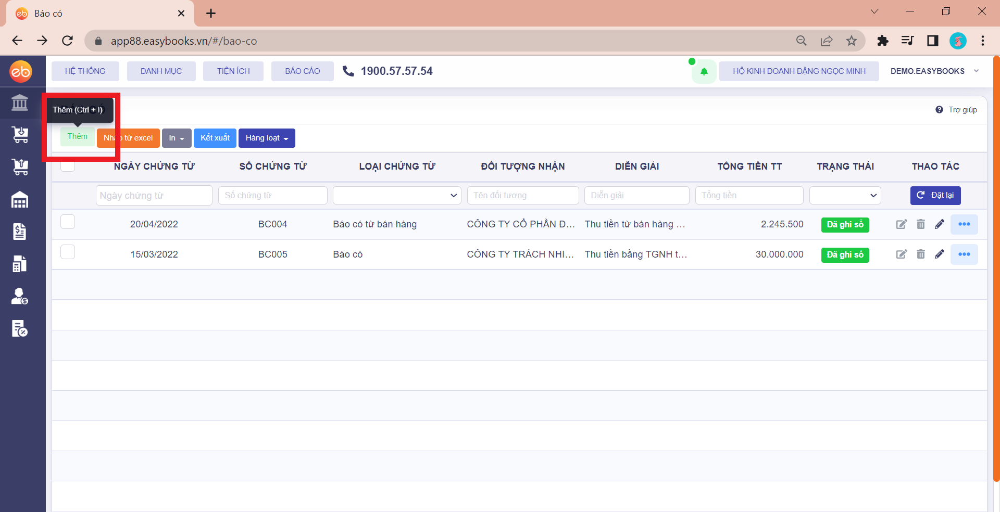 eb Báo có
app88.easybooks.vn/#/bao-co
eb HỆ THỐNG DANH MỤC TIỆN ÍCH BÁO CÁO 1900.57.57.54 HỘ KINH DOANH ĐẶNG NGỌC MINH DEMO.EASYBOOKS
Thêm (Ctrl + I) Trợ giúp
Thêm Nhập từ excel In Kết xuất Hàng loạt
NGÀY CHỨNG TỪ SỐ CHỨNG TỪ LOẠI CHỨNG TỪ ĐỐI TƯỢNG NHẬN DIỄN GIẢI TỔNG TIỀN TT TRẠNG THÁI THAO TÁC
Ngày chứng từ Số chứng từ Tên đối tượng Diễn giải Tổng tiền Đặt lại
20/04/2022 BC004 Báo có từ bán hàng CÔNG TY CỔ PHẦN Đ... Thu tiền từ bán hàng ... 2.245.500 Đã ghi sổ
15/03/2022 BC005 Báo có CÔNG TY TRÁCH NHI... Thu tiền bằng TGNH t... 30.000.000 Đã ghi sổ